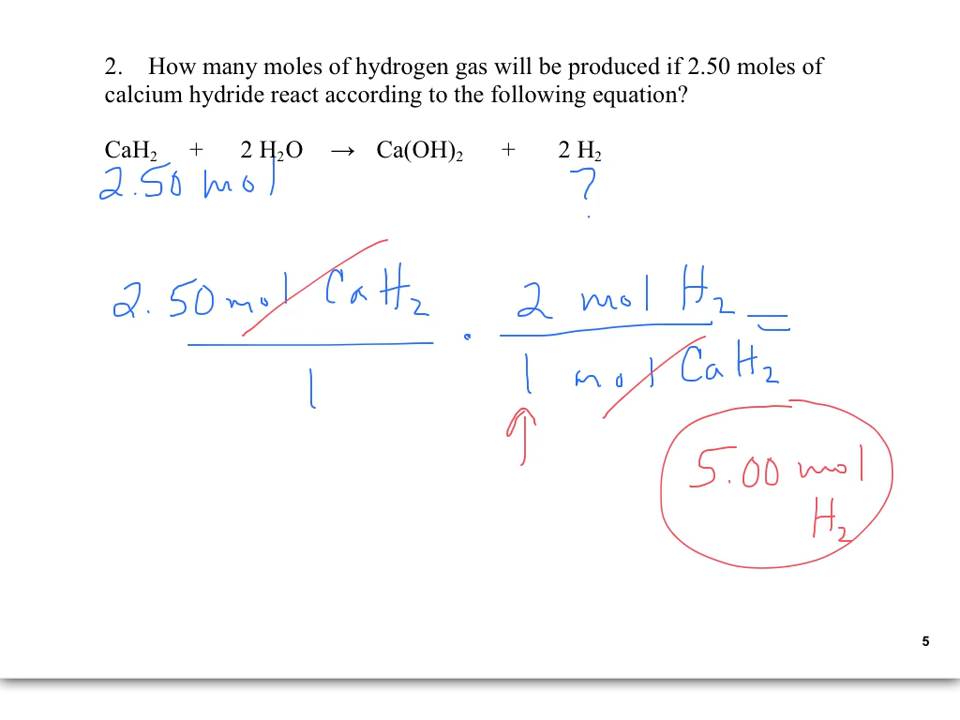 2. How many moles of hydrogen gas will be produced if 2.50 moles of
calcium hydride react according to the following equation?
CaH₂ + 2 H₂O → Ca(OH)₂ + 2 H₂
2.50 mol ?
2.50 mol CaH₂ · 2 mol H₂ =
1 1 mol CaH₂
↑
5.00 mol
H₂
5